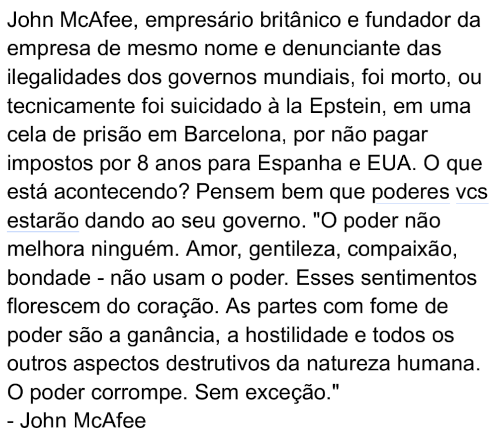 John McAfee, empresário britânico e fundador da
empresa de mesmo nome e denunciante das
ilegalidades dos governos mundiais, foi morto, ou
tecnicamente foi suicidado à la Epstein, em uma
cela de prisão em Barcelona, por não pagar
impostos por 8 anos para Espanha e EUA. O que
está acontecendo? Pensem bem que poderes vcs
estarão dando ao seu governo. "O poder não
melhora ninguém. Amor, gentileza, compaixão,
bondade - não usam o poder. Esses sentimentos
florescem do coração. As partes com fome de
poder são a ganância, a hostilidade e todos os
outros aspectos destrutivos da natureza humana.
O poder corrompe. Sem exceção."
- John McAfee